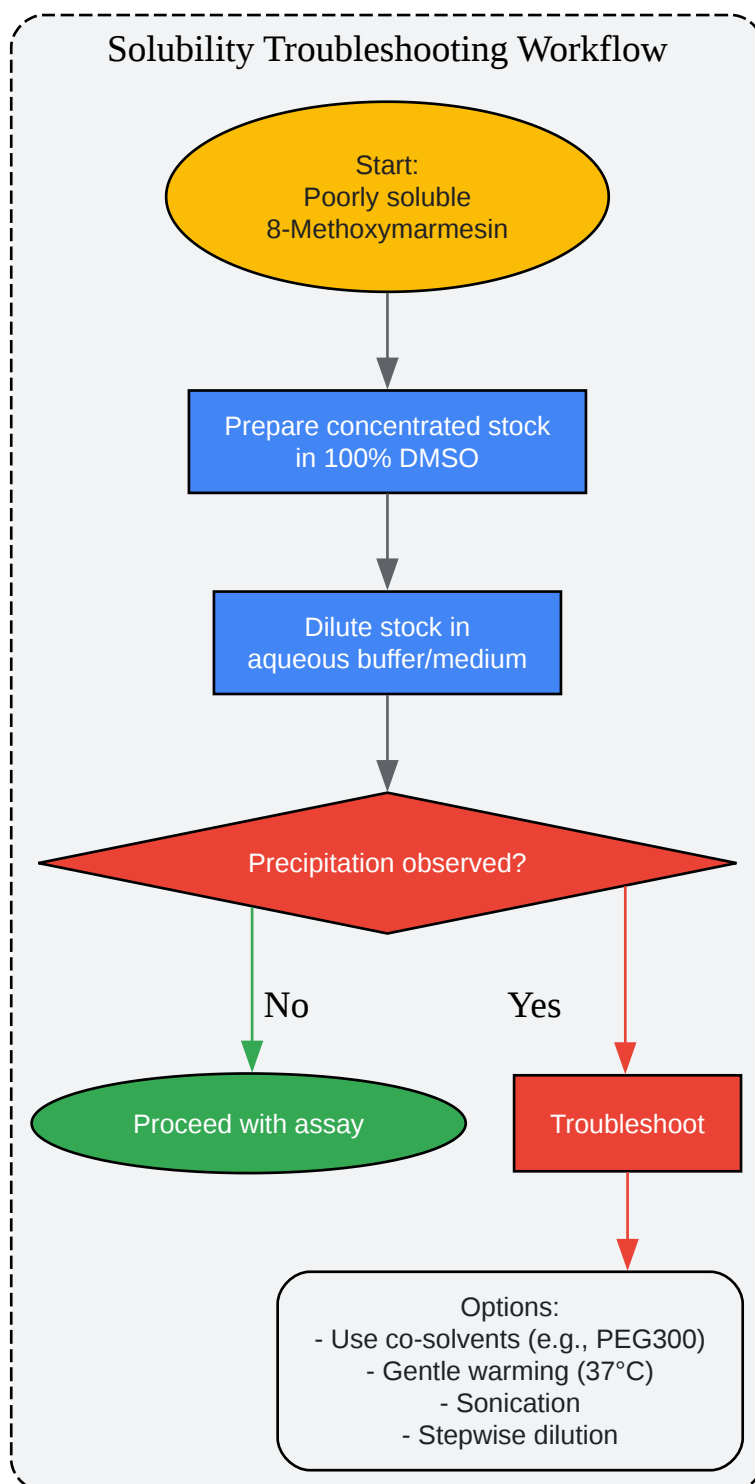 Solubility Troubleshooting Workflow
Start:
Poorly soluble
8-Methoxymarmesin
Prepare concentrated stock
in 100% DMSO
Dilute stock in
aqueous buffer/medium
Precipitation observed?
No
Yes
Proceed with assay
Troubleshoot
Options:
- Use co-solvents (e.g., PEG300)
- Gentle warming (37°C)
- Sonication
- Stepwise dilution